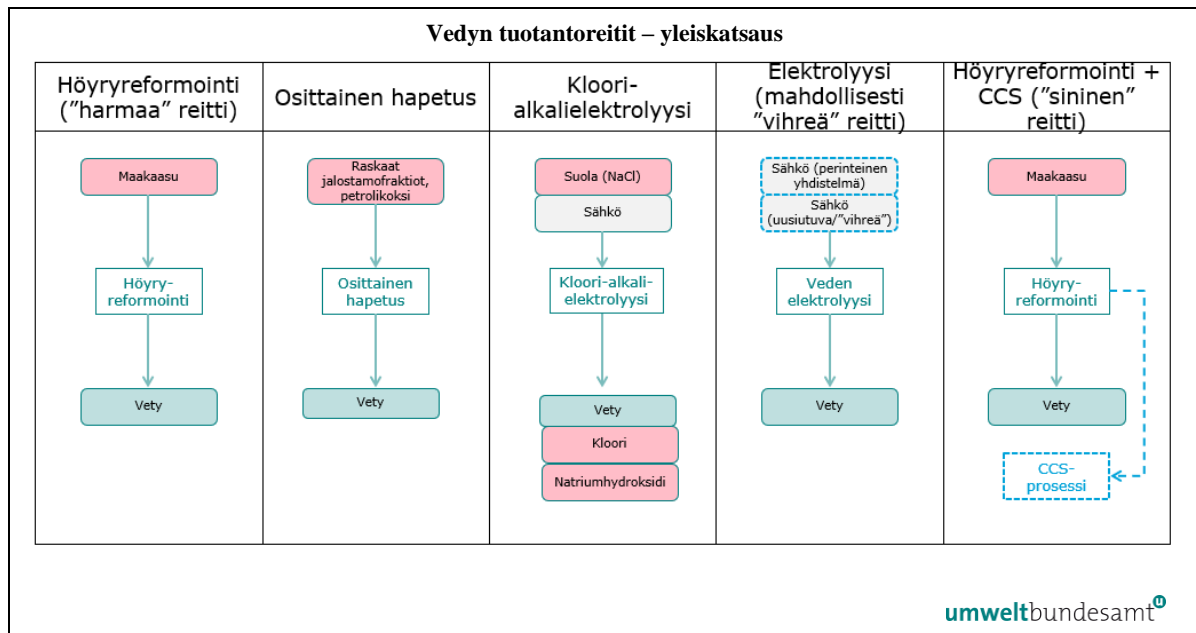 Vedyn tuotantoreitit – yleiskatsaus
Höyryreformointi
("harmaa" reitti)
Osittainen hapetus
Kloori-
alkalielektrolyysi
Elektrolyysi
(mahdollisesti
"vihreä" reitti)
Höyryreformointi +
CCS ("sininen"
reitti)
Maakaasu
Höyry-
reformointi
Vety
Raskaat
jalostamofraktiot,
petrolikoksi
Osittainen
hapetus
Vety
Suola (NaCl)
Sähkö
Kloori-alkali-
elektrolyysi
Vety
Kloori
Natriumhydroksidi
Sähkö (perinteinen
yhdistelmä)
Sähkö
(uusiutuva/"vihreä")
Veden
elektrolyysi
Vety
Maakaasu
Höyry-
reformointi
Vety
CCS-
prosessi
umweltbundesamt u